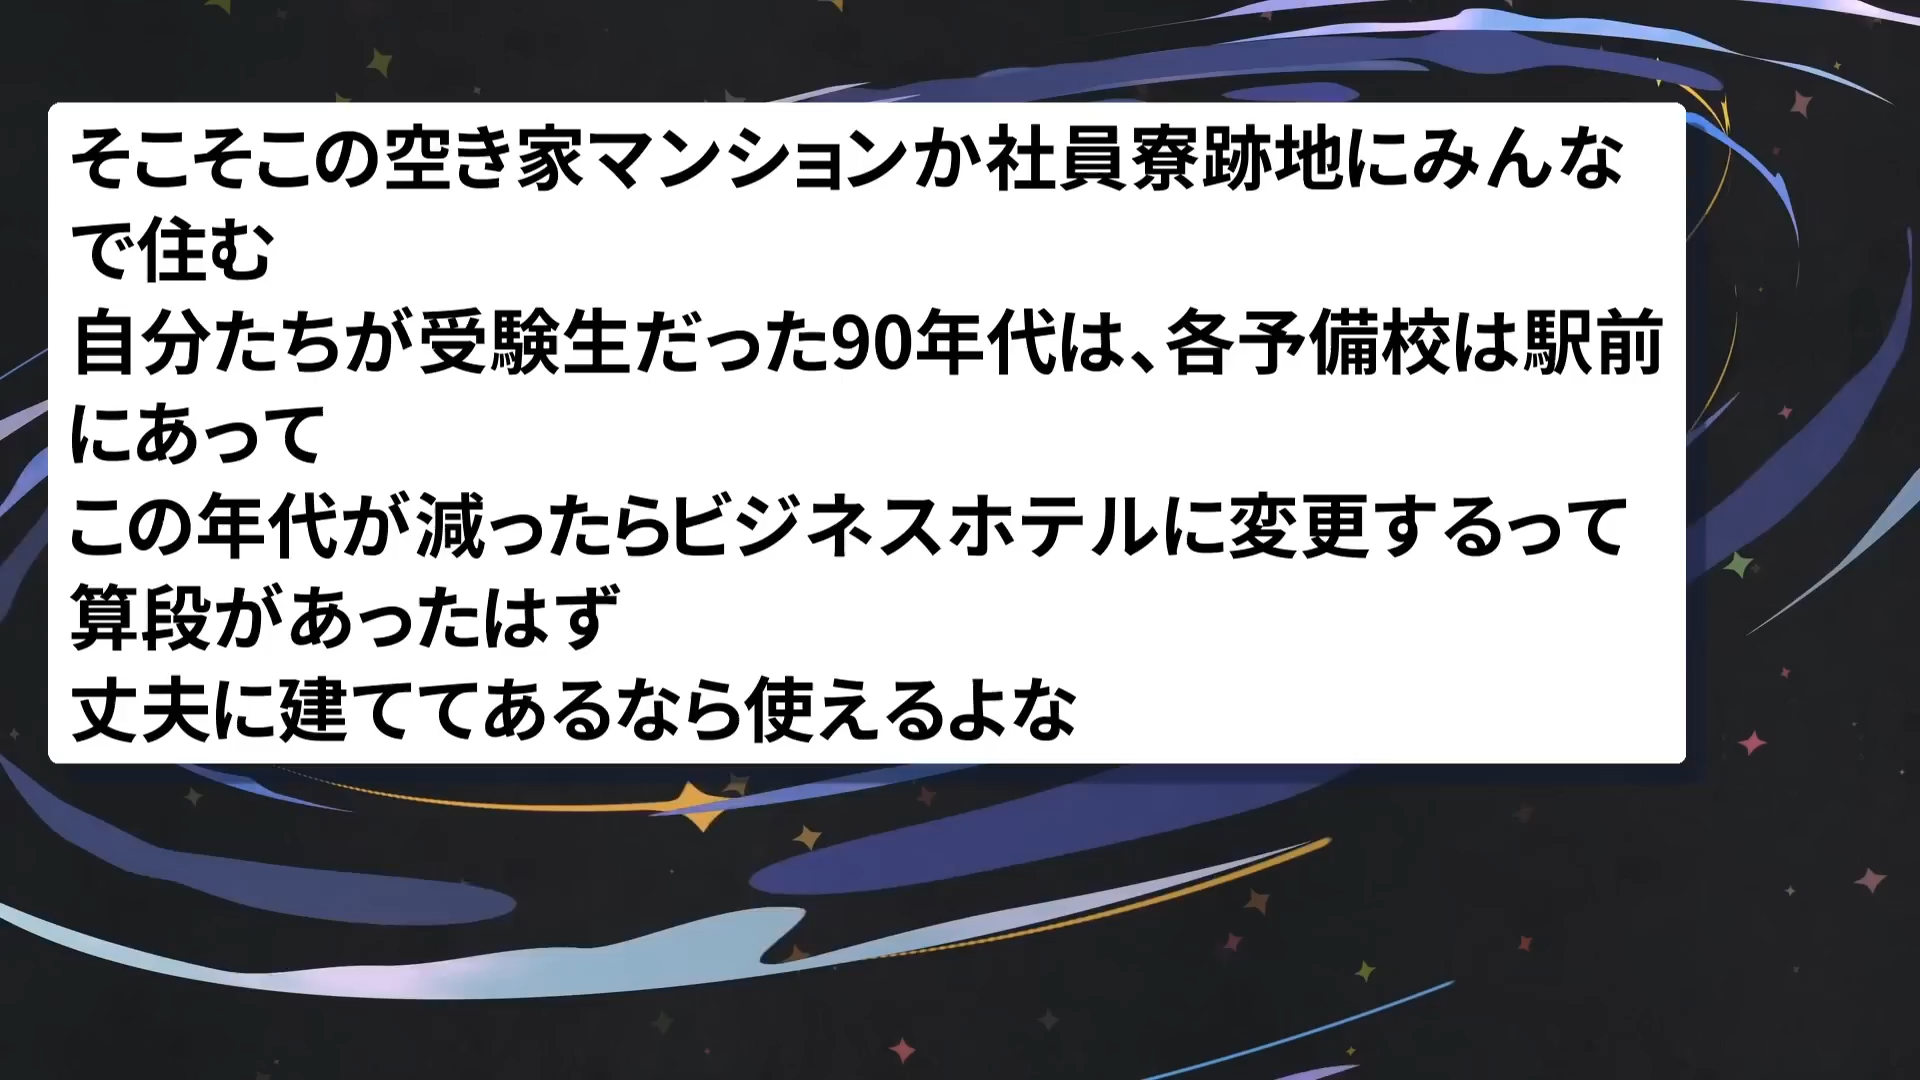 そこそこの空き家マンションか社員寮跡地にみんな
で住む
自分たちが受験生だった90年代は、各予備校は駅前
にあって
この年代が減ったらビジネスホテルに変更するって
算段があったはず
丈夫に建ててあるなら使えるよな